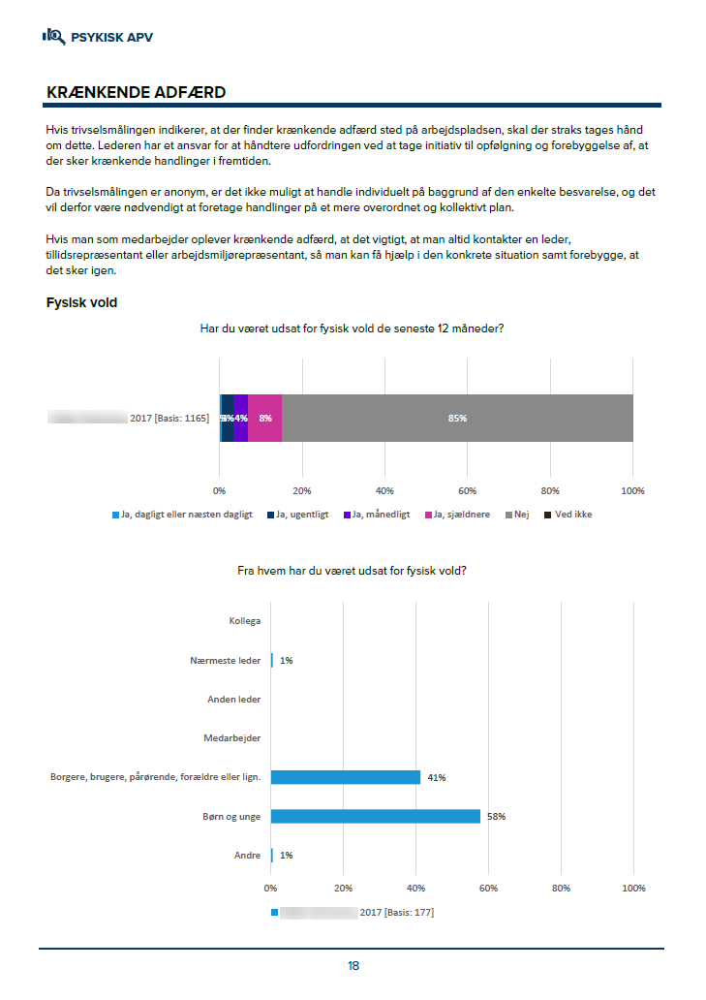 PSYKISK APV
KRÆNKENDE ADFÆRD
Hvis trivselsmålingen indikerer, at der finder krænkende adfærd sted på arbejdspladsen, skal der straks tages hånd
om dette. Lederen har et ansvar for at håndtere udfordringen ved at tage initiativ til opfølgning og forebyggelse af, at
der sker krænkende handlinger i fremtiden.
Da trivselsmålingen er anonym, er det ikke muligt at handle individuelt på baggrund af den enkelte besvarelse, og det
vil derfor være nødvendigt at foretage handlinger på et mere overordnet og kollektivt plan.
Hvis man som medarbejder oplever krænkende adfærd, at det vigtigt, at man altid kontakter en leder,
tillidsrepræsentant eller arbejdsmiljørepræsentant, så man kan få hjælp i den konkrete situation samt forebygge, at
det sker igen.
Fysisk vold
Har du været udsat for fysisk vold de seneste 12 måneder?
2017 [Basis: 1165] 4% 8% 85%
0% 20% 40% 60% 80% 100%
Ja, dagligt eller næsten dagligt Ja, ugentligt Ja, månedligt Ja, sjældnere Nej Ved ikke
Fra hvem har du været udsat for fysisk vold?
Kollega
Nærmeste leder 1%
Anden leder
Medarbejder
Borgere, brugere, pårørende, forældre eller lign. 41%
Børn og unge 58%
Andre 1%
0% 20% 40% 60% 80% 100%
2017 [Basis: 177]
18